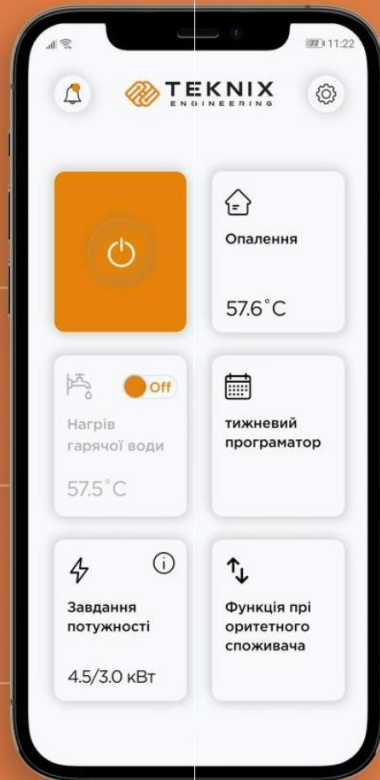 11:22
TEKNIX
ENGINEERING
Опалення
57.6°C
Off
Нагрів
гарячої води
57.5°C
тижневий
програматор
Завдання
потужності
4.5/3.0 кВт
Функція прі
оритетного
споживача